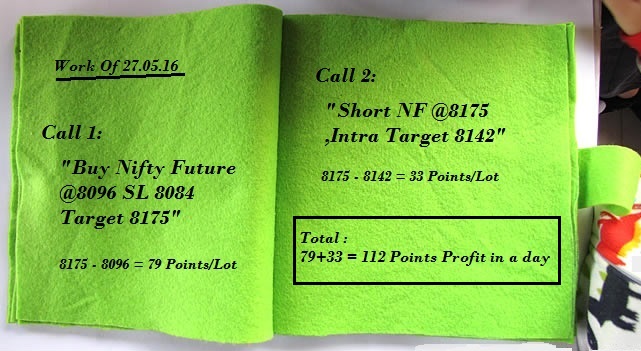 Work Of 27.05.16
Call 1:
"Buy Nifty Future
@8096 SL 8084
Target 8175"
8175 - 8096 = 79 Points/Lot
Call 2:
"Short NF @8175
,Intra Target 8142"
8175 - 8142 = 33 Points/Lot
Total :
79+33 = 112 Points Profit in a day